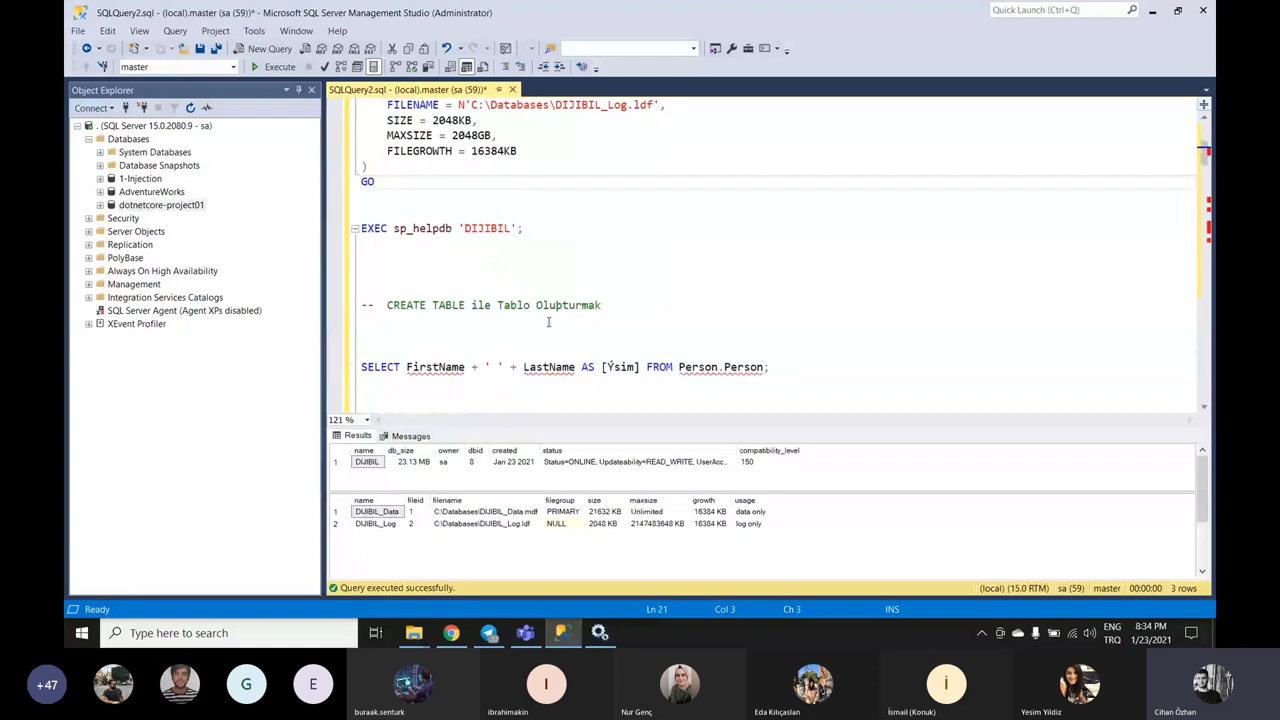 SQLQuery2.sql - (local).master (sa (59))* - Microsoft SQL Server Management Studio (Administrator)
Quick Launch (Ctrl+Q)
File Edit View Query Project Tools Window Help
New Query
master Execute
Object Explorer
SQLQuery2.sql - (local).master (sa (59))*
Connect
. (SQL Server 15.0.2080.9 - sa)
Databases
System Databases
Database Snapshots
1-Injection
AdventureWorks
dotnetcore-project01
Security
Server Objects
Replication
PolyBase
Always On High Availability
Management
Integration Services Catalogs
SQL Server Agent (Agent XPs disabled)
XEvent Profiler
FILENAME = N'C:\Databases\DIJIBIL_Log.ldf',
SIZE = 2048KB,
MAXSIZE = 2048GB,
FILEGROWTH = 16384KB
)
GO
EXEC sp_helpdb 'DIJIBIL';
-- CREATE TABLE ile Tablo Oluþturmak
SELECT FirstName + ' ' + LastName AS [Ýsim] FROM Person.Person;
121 %
Results Messages
name db_size owner dbid created status compatibility_level
1 DIJIBIL 23.13 MB sa 8 Jan 23 2021 Status=ONLINE, Updateability=READ_WRITE, UserAcc... 150
name fileid filename filegroup size maxsize growth usage
1 DIJIBIL_Data 1 C:\Databases\DIJIBIL_Data.mdf PRIMARY 21632 KB Unlimited 16384 KB data only
2 DIJIBIL_Log 2 C:\Databases\DIJIBIL_Log.ldf NULL 2048 KB 2147483648 KB 16384 KB log only
Query executed successfully.
(local) (15.0 RTM) sa (59) master 00:00:00 3 rows
Ready Ln 21 Col 3 Ch 3 INS
Type here to search
ENG 8:34 PM
TRQ 1/23/2021
+47 G E I İ
buraak.senturk ibrahimakin Nur Genç Eda Kılıçaslan İsmail (Konuk) Yesim Yildiz Cihan Özhan